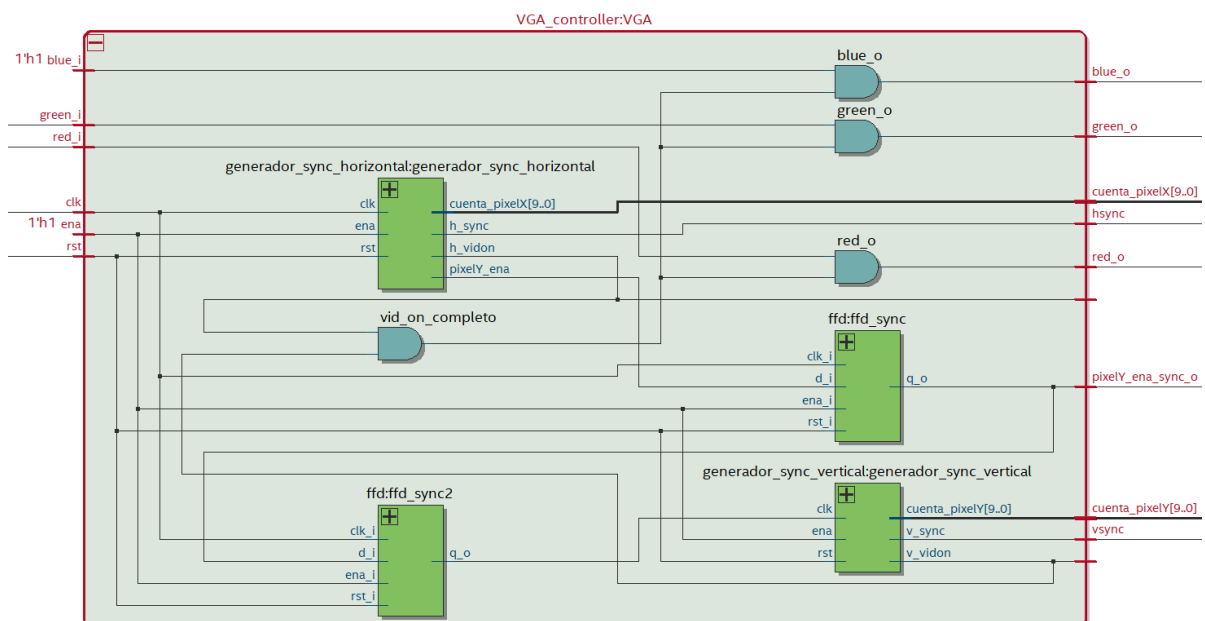 VGA_controller:VGA
1'h1 blue_i
blue_o
blue_o
green_o
green_i
green_o
red_i
generador_sync_horizontal:generador_sync_horizontal
clk
clk
cuenta_pixelX[9..0]
cuenta_pixelX[9..0]
1'h1 ena
ena
h_sync
hsync
rst
rst
h_vidon
red_o
red_o
pixelY_ena
vid_on_completo
ffd:ffd_sync
clk_i
d_i
q_o
pixelY_ena_sync_o
ena_i
rst_i
generador_sync_vertical:generador_sync_vertical
ffd:ffd_sync2
clk
cuenta_pixelY[9..0]
cuenta_pixelY[9..0]
clk_i
ena
v_sync
vsync
d_i
q_o
rst
v_vidon
ena_i
rst_i